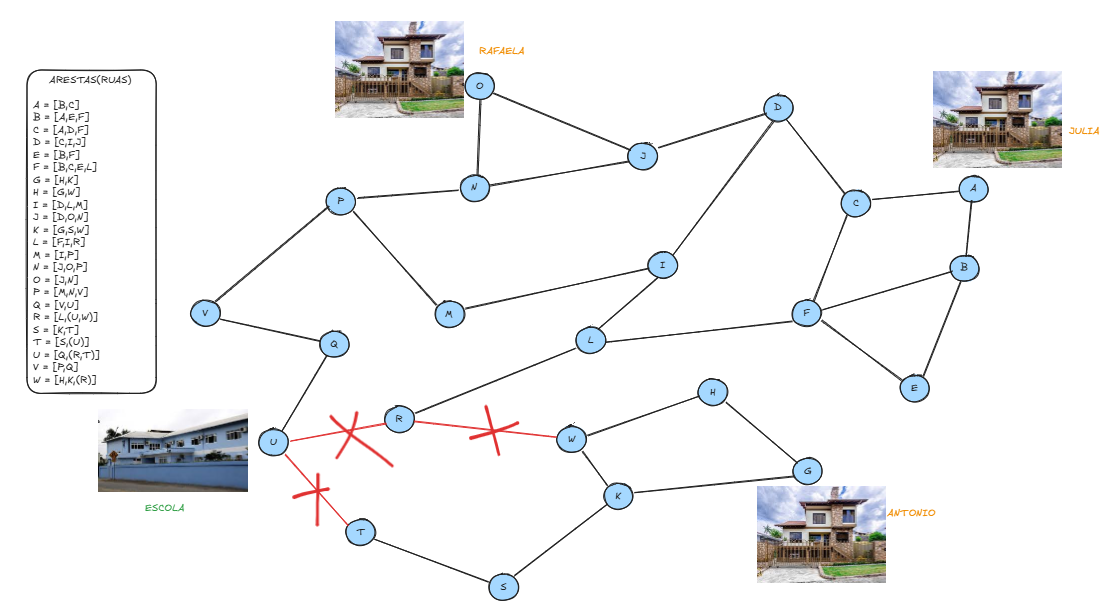 RAFAELA
ARESTAS(RUAS)
A = [B,C]
B = [A,E,F]
C = [A,D,F]
D = [C,I,J]
E = [B,F]
F = [B,C,E,L]
G = [H,K]
H = [G,W]
I = [D,L,M]
J = [D,O,N]
K = [G,S,W]
L = [F,I,R]
M = [I,P]
N = [J,O,P]
O = [J,N]
P = [M,N,V]
Q = [V,U]
R = [L,(U,W)]
S = [K,T]
T = [S,(U)]
U = [Q,(R,T)]
V = [P,Q]
W = [H,K,(R)]
O
D
JULIA
J
N
A
P
C
I
B
V
M
F
Q
L
E
H
R
U
W
G
K
ESCOLA
ANTONIO
T
S